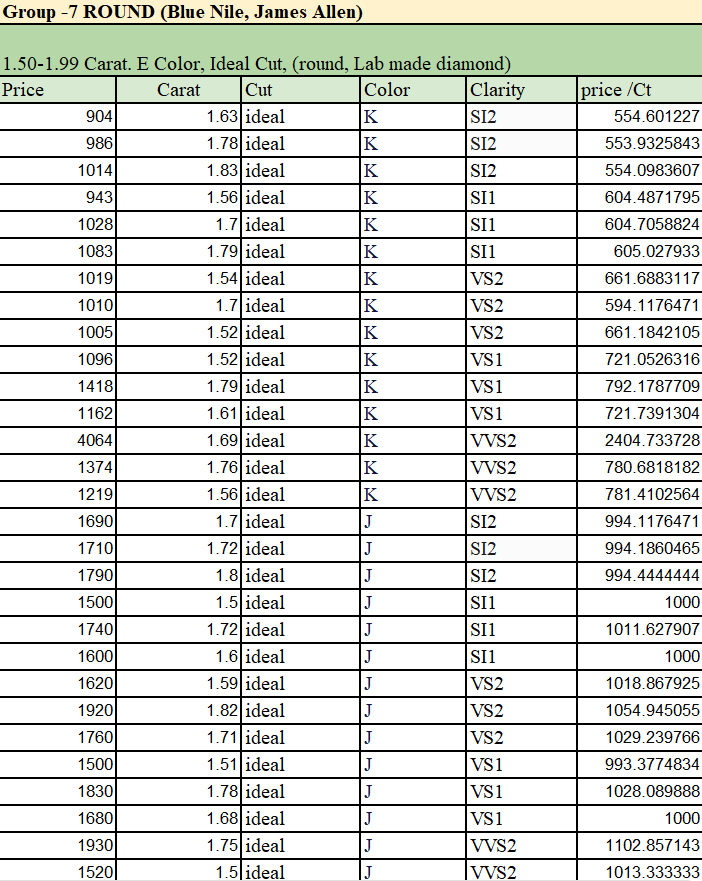 Group -7 ROUND (Blue Nile, James Allen)
1.50-1.99 Carat. E Color, Ideal Cut, (round, Lab made diamond)
Price Carat Cut Color Clarity price /Ct
904 1.63 ideal K SI2 554.601227
986 1.78 ideal K SI2 553.9325843
1014 1.83 ideal K SI2 554.0983607
943 1.56 ideal K SI1 604.4871795
1028 1.7 ideal K SI1 604.7058824
1083 1.79 ideal K SI1 605.027933
1019 1.54 ideal K VS2 661.6883117
1010 1.7 ideal K VS2 594.1176471
1005 1.52 ideal K VS2 661.1842105
1096 1.52 ideal K VS1 721.0526316
1418 1.79 ideal K VS1 792.1787709
1162 1.61 ideal K VS1 721.7391304
4064 1.69 ideal K VVS2 2404.733728
1374 1.76 ideal K VVS2 780.6818182
1219 1.56 ideal K VVS2 781.4102564
1690 1.7 ideal J SI2 994.1176471
1710 1.72 ideal J SI2 994.1860465
1790 1.8 ideal J SI2 994.4444444
1500 1.5 ideal J SI1 1000
1740 1.72 ideal J SI1 1011.627907
1600 1.6 ideal J SI1 1000
1620 1.59 ideal J VS2 1018.867925
1920 1.82 ideal J VS2 1054.945055
1760 1.71 ideal J VS2 1029.239766
1500 1.51 ideal J VS1 993.3774834
1830 1.78 ideal J VS1 1028.089888
1680 1.68 ideal J VS1 1000
1930 1.75 ideal J VVS2 1102.857143
1520 1.5 ideal J VVS2 1013.333333